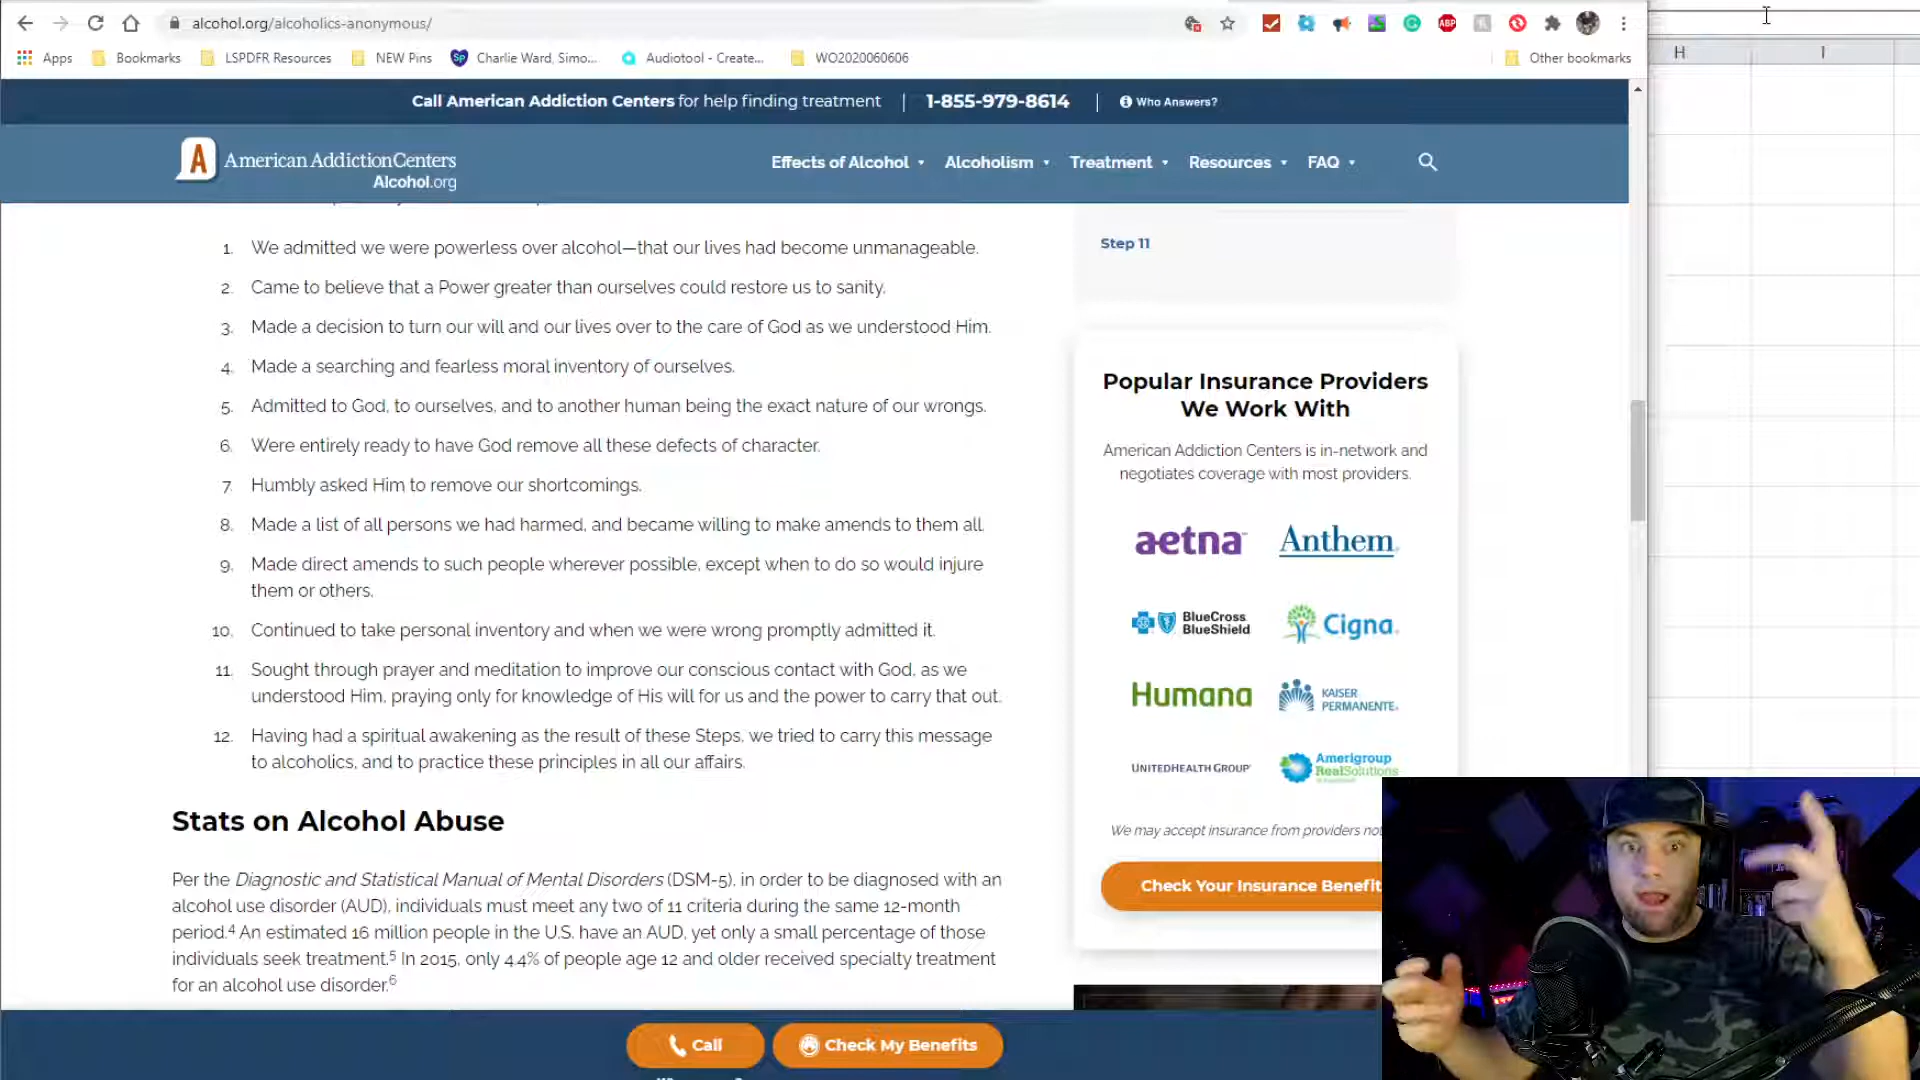 alcohol.org/alcoholics-anonymous/
ABP
Apps
Bookmarks
LSPDFR Resources
NEW Pins
Sp
Charlie Ward, Simo...
Audiotool - Create...
WO2020060606
Other bookmarks
H
I
Call American Addiction Centers for help finding treatment | 1-855-979-8614 | Who Answers?
A
American AddictionCenters
Alcohol.org
Effects of Alcohol
Alcoholism
Treatment
Resources
FAQ
1. We admitted we were powerless over alcohol—that our lives had become unmanageable.
2. Came to believe that a Power greater than ourselves could restore us to sanity.
3. Made a decision to turn our will and our lives over to the care of God as we understood Him.
4. Made a searching and fearless moral inventory of ourselves.
5. Admitted to God, to ourselves, and to another human being the exact nature of our wrongs.
6. Were entirely ready to have God remove all these defects of character.
7. Humbly asked Him to remove our shortcomings.
8. Made a list of all persons we had harmed, and became willing to make amends to them all.
9. Made direct amends to such people wherever possible, except when to do so would injure
them or others.
10. Continued to take personal inventory and when we were wrong promptly admitted it.
11. Sought through prayer and meditation to improve our conscious contact with God, as we
understood Him, praying only for knowledge of His will for us and the power to carry that out.
12. Having had a spiritual awakening as the result of these Steps, we tried to carry this message
to alcoholics, and to practice these principles in all our affairs.
Stats on Alcohol Abuse
Per the Diagnostic and Statistical Manual of Mental Disorders (DSM-5), in order to be diagnosed with an
alcohol use disorder (AUD), individuals must meet any two of 11 criteria during the same 12-month
period.4 An estimated 16 million people in the U.S. have an AUD, yet only a small percentage of those
individuals seek treatment.5 In 2015, only 4.4% of people age 12 and older received specialty treatment
for an alcohol use disorder.6
Step 11
Popular Insurance Providers
We Work With
American Addiction Centers is in-network and
negotiates coverage with most providers.
aetna
Anthem
BlueCross
BlueShield
Cigna
Humana
KAISER
PERMANENTE
UNITEDHEALTH GROUP
Amerigroup
RealSolutions
We may accept insurance from providers not
Check Your Insurance Benefit
Call
Check My Benefits